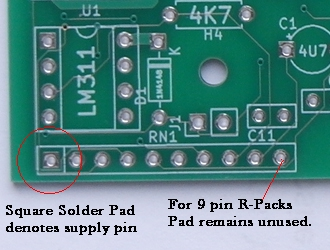 U1
4K7
H4
C1
4U7
LM311
D1
1N4148
K
RN1
1
C11
Square Solder Pad
denotes supply pin
For 9 pin R-Packs
Pad remains unused.